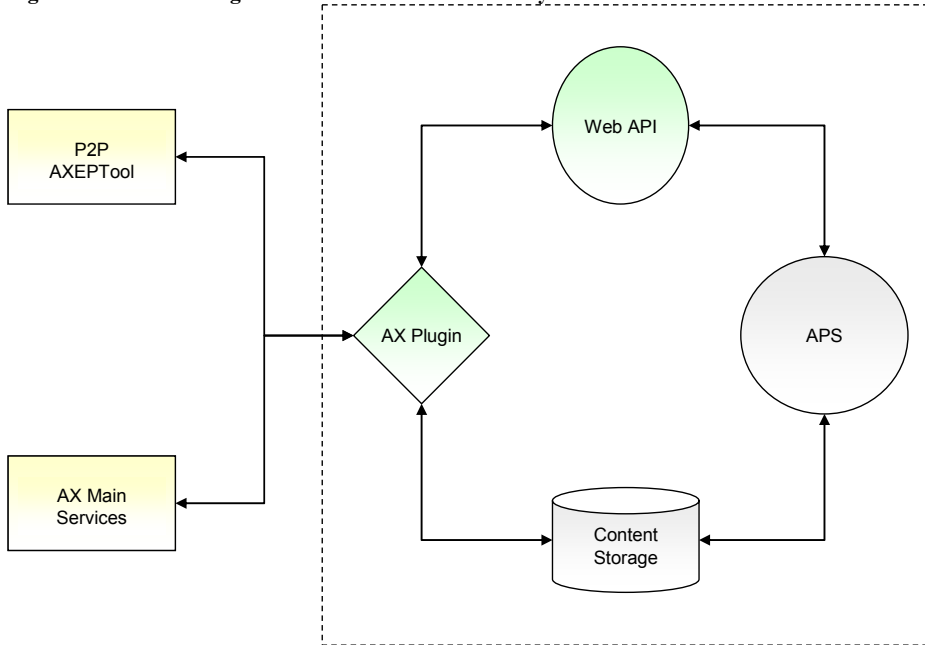 Web API
P2P
AXEPTool
AX Plugin
APS
AX Main
Services
Content
Storage